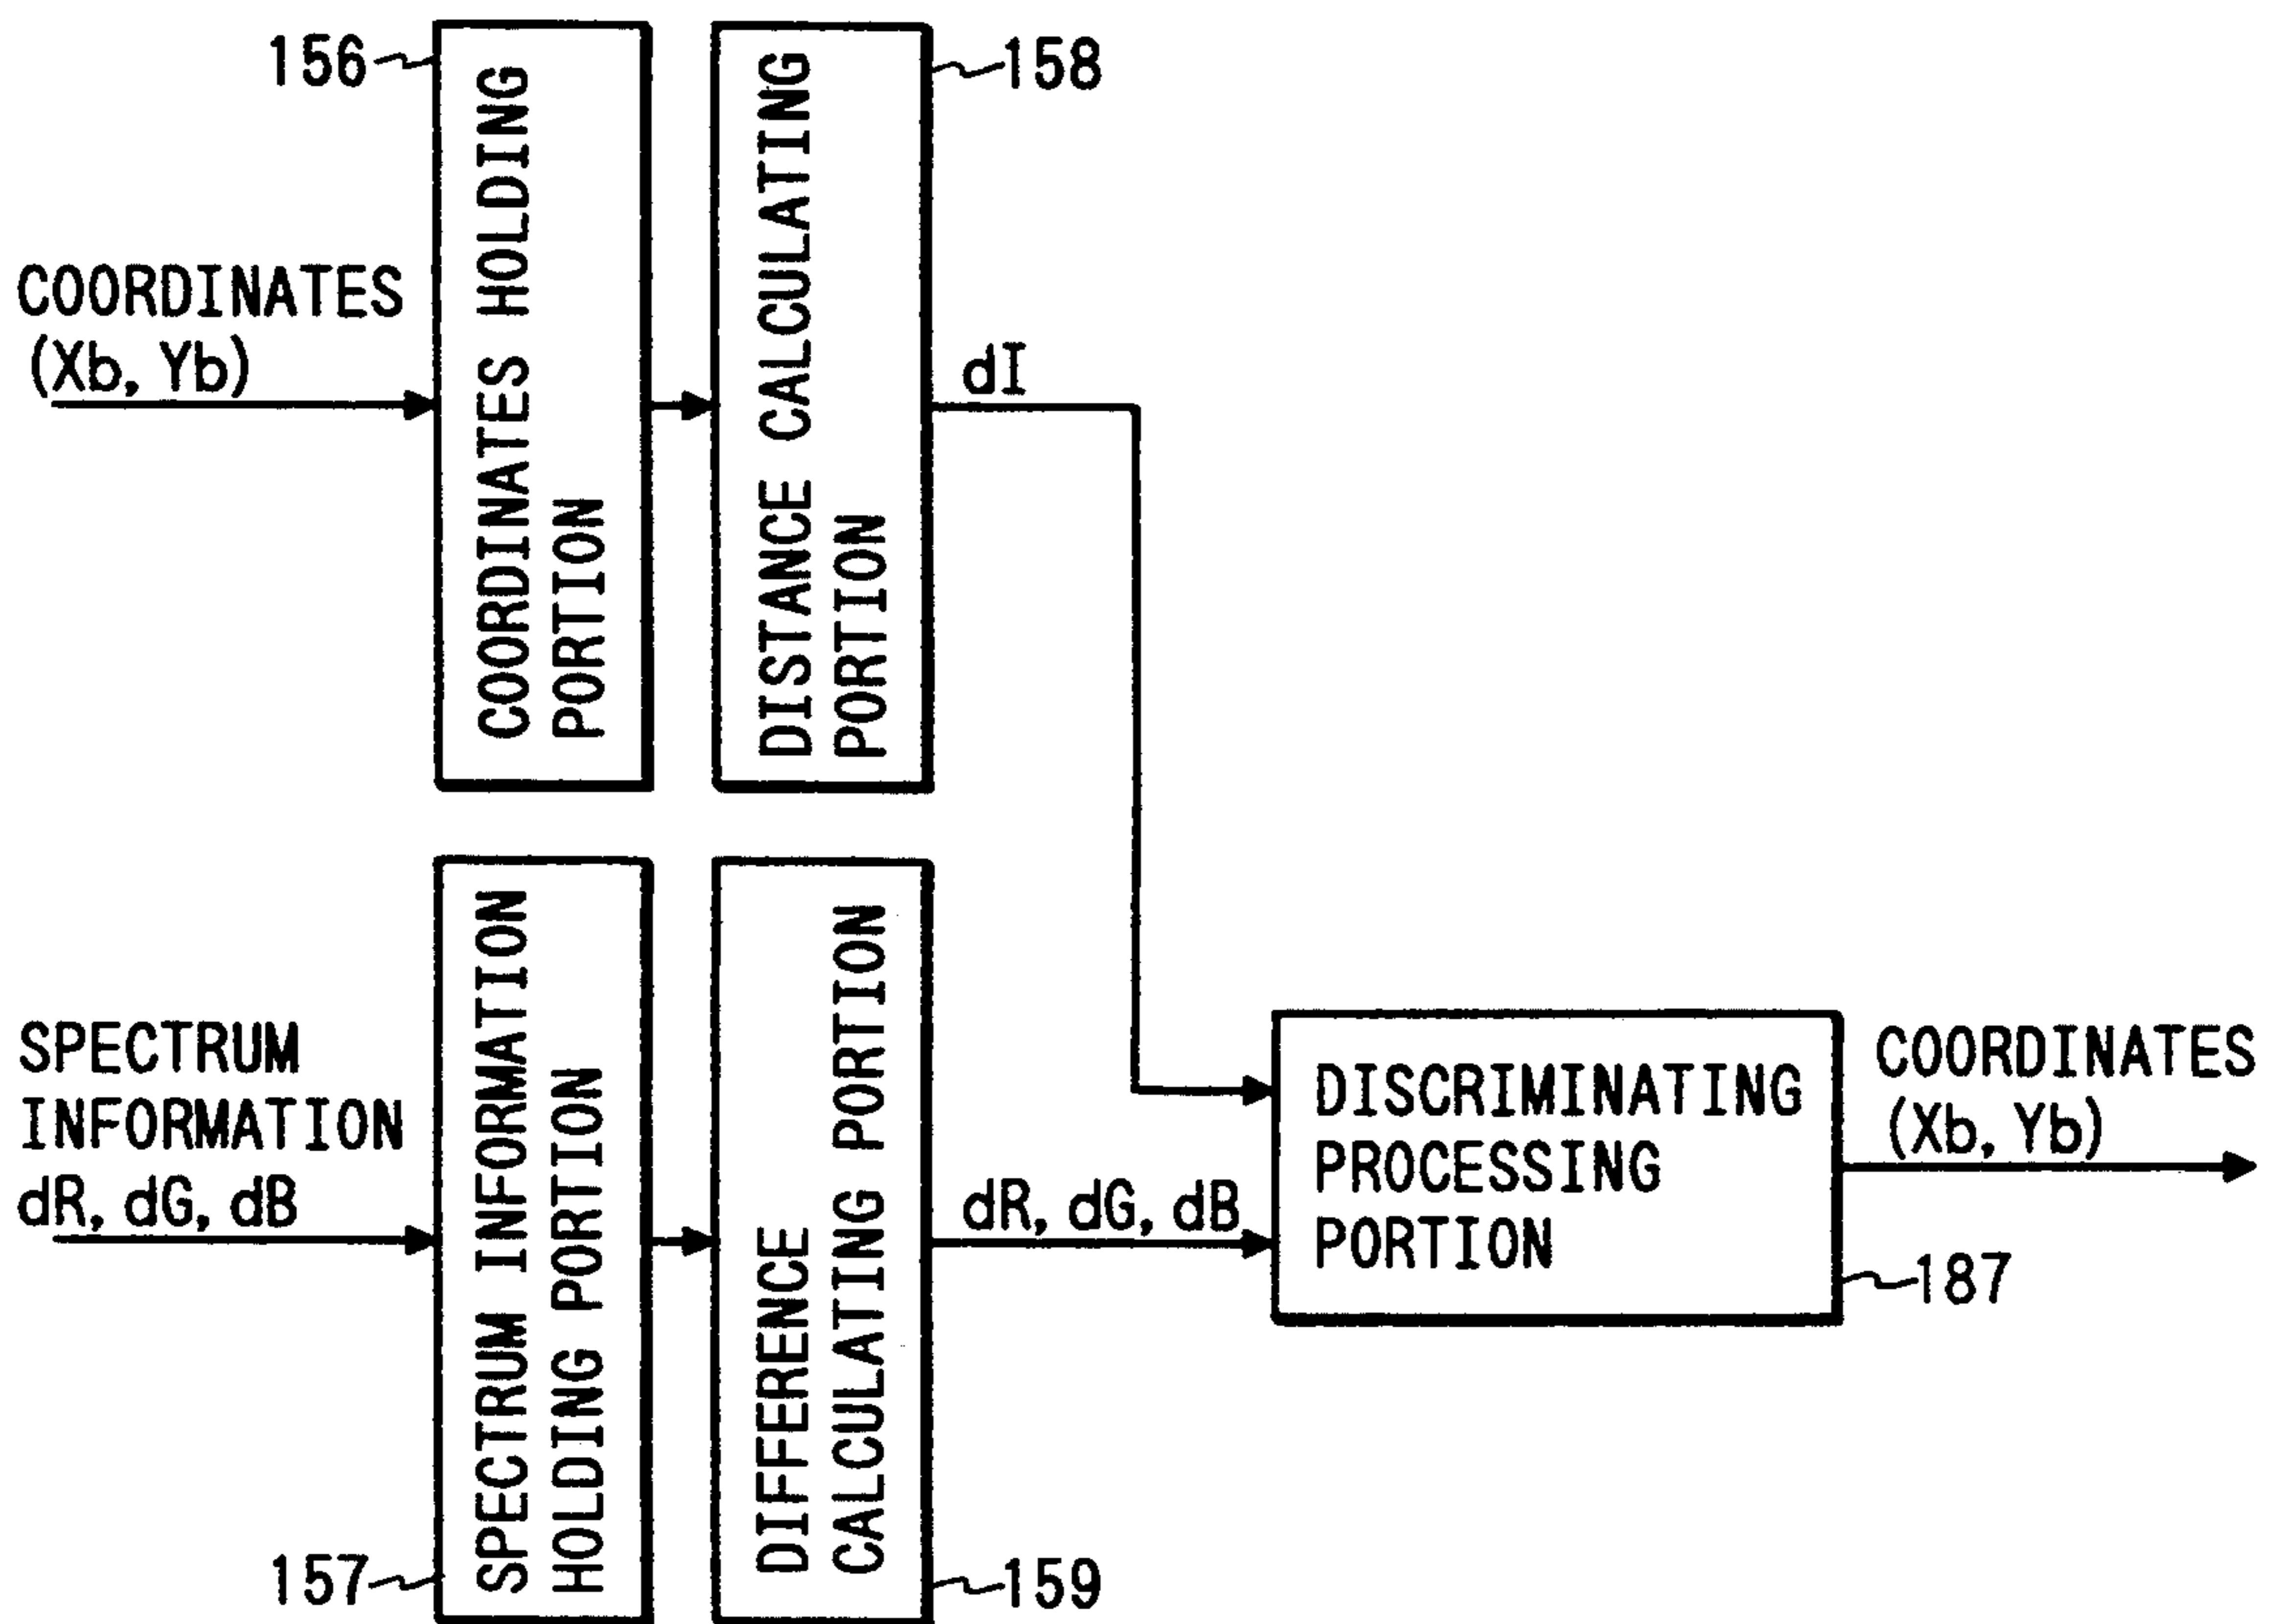 156
COORDINATES HOLDING
PORTION
158
DISTANCE CALCULATING
PORTION
COORDINATES
(Xb, Yb)
dI
157
SPECTRUM INFORMATION
HOLDING PORTION
159
DIFFERENCE
CALCULATING PORTION
SPECTRUM
INFORMATION
dR, dG, dB
dR, dG, dB
DISCRIMINATING
PROCESSING
PORTION
187
COORDINATES
(Xb, Yb)